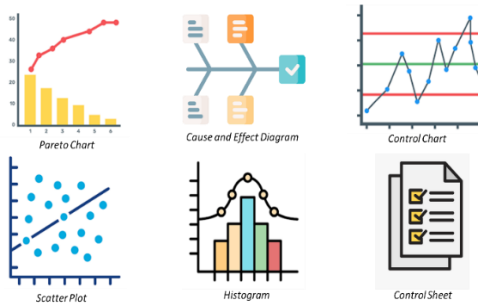 50
40
30
20
10
0
1 2 3 4 5 6
Pareto Chart
Cause and Effect Diagram
Control Chart
Scatter Plot
Histogram
Control Sheet